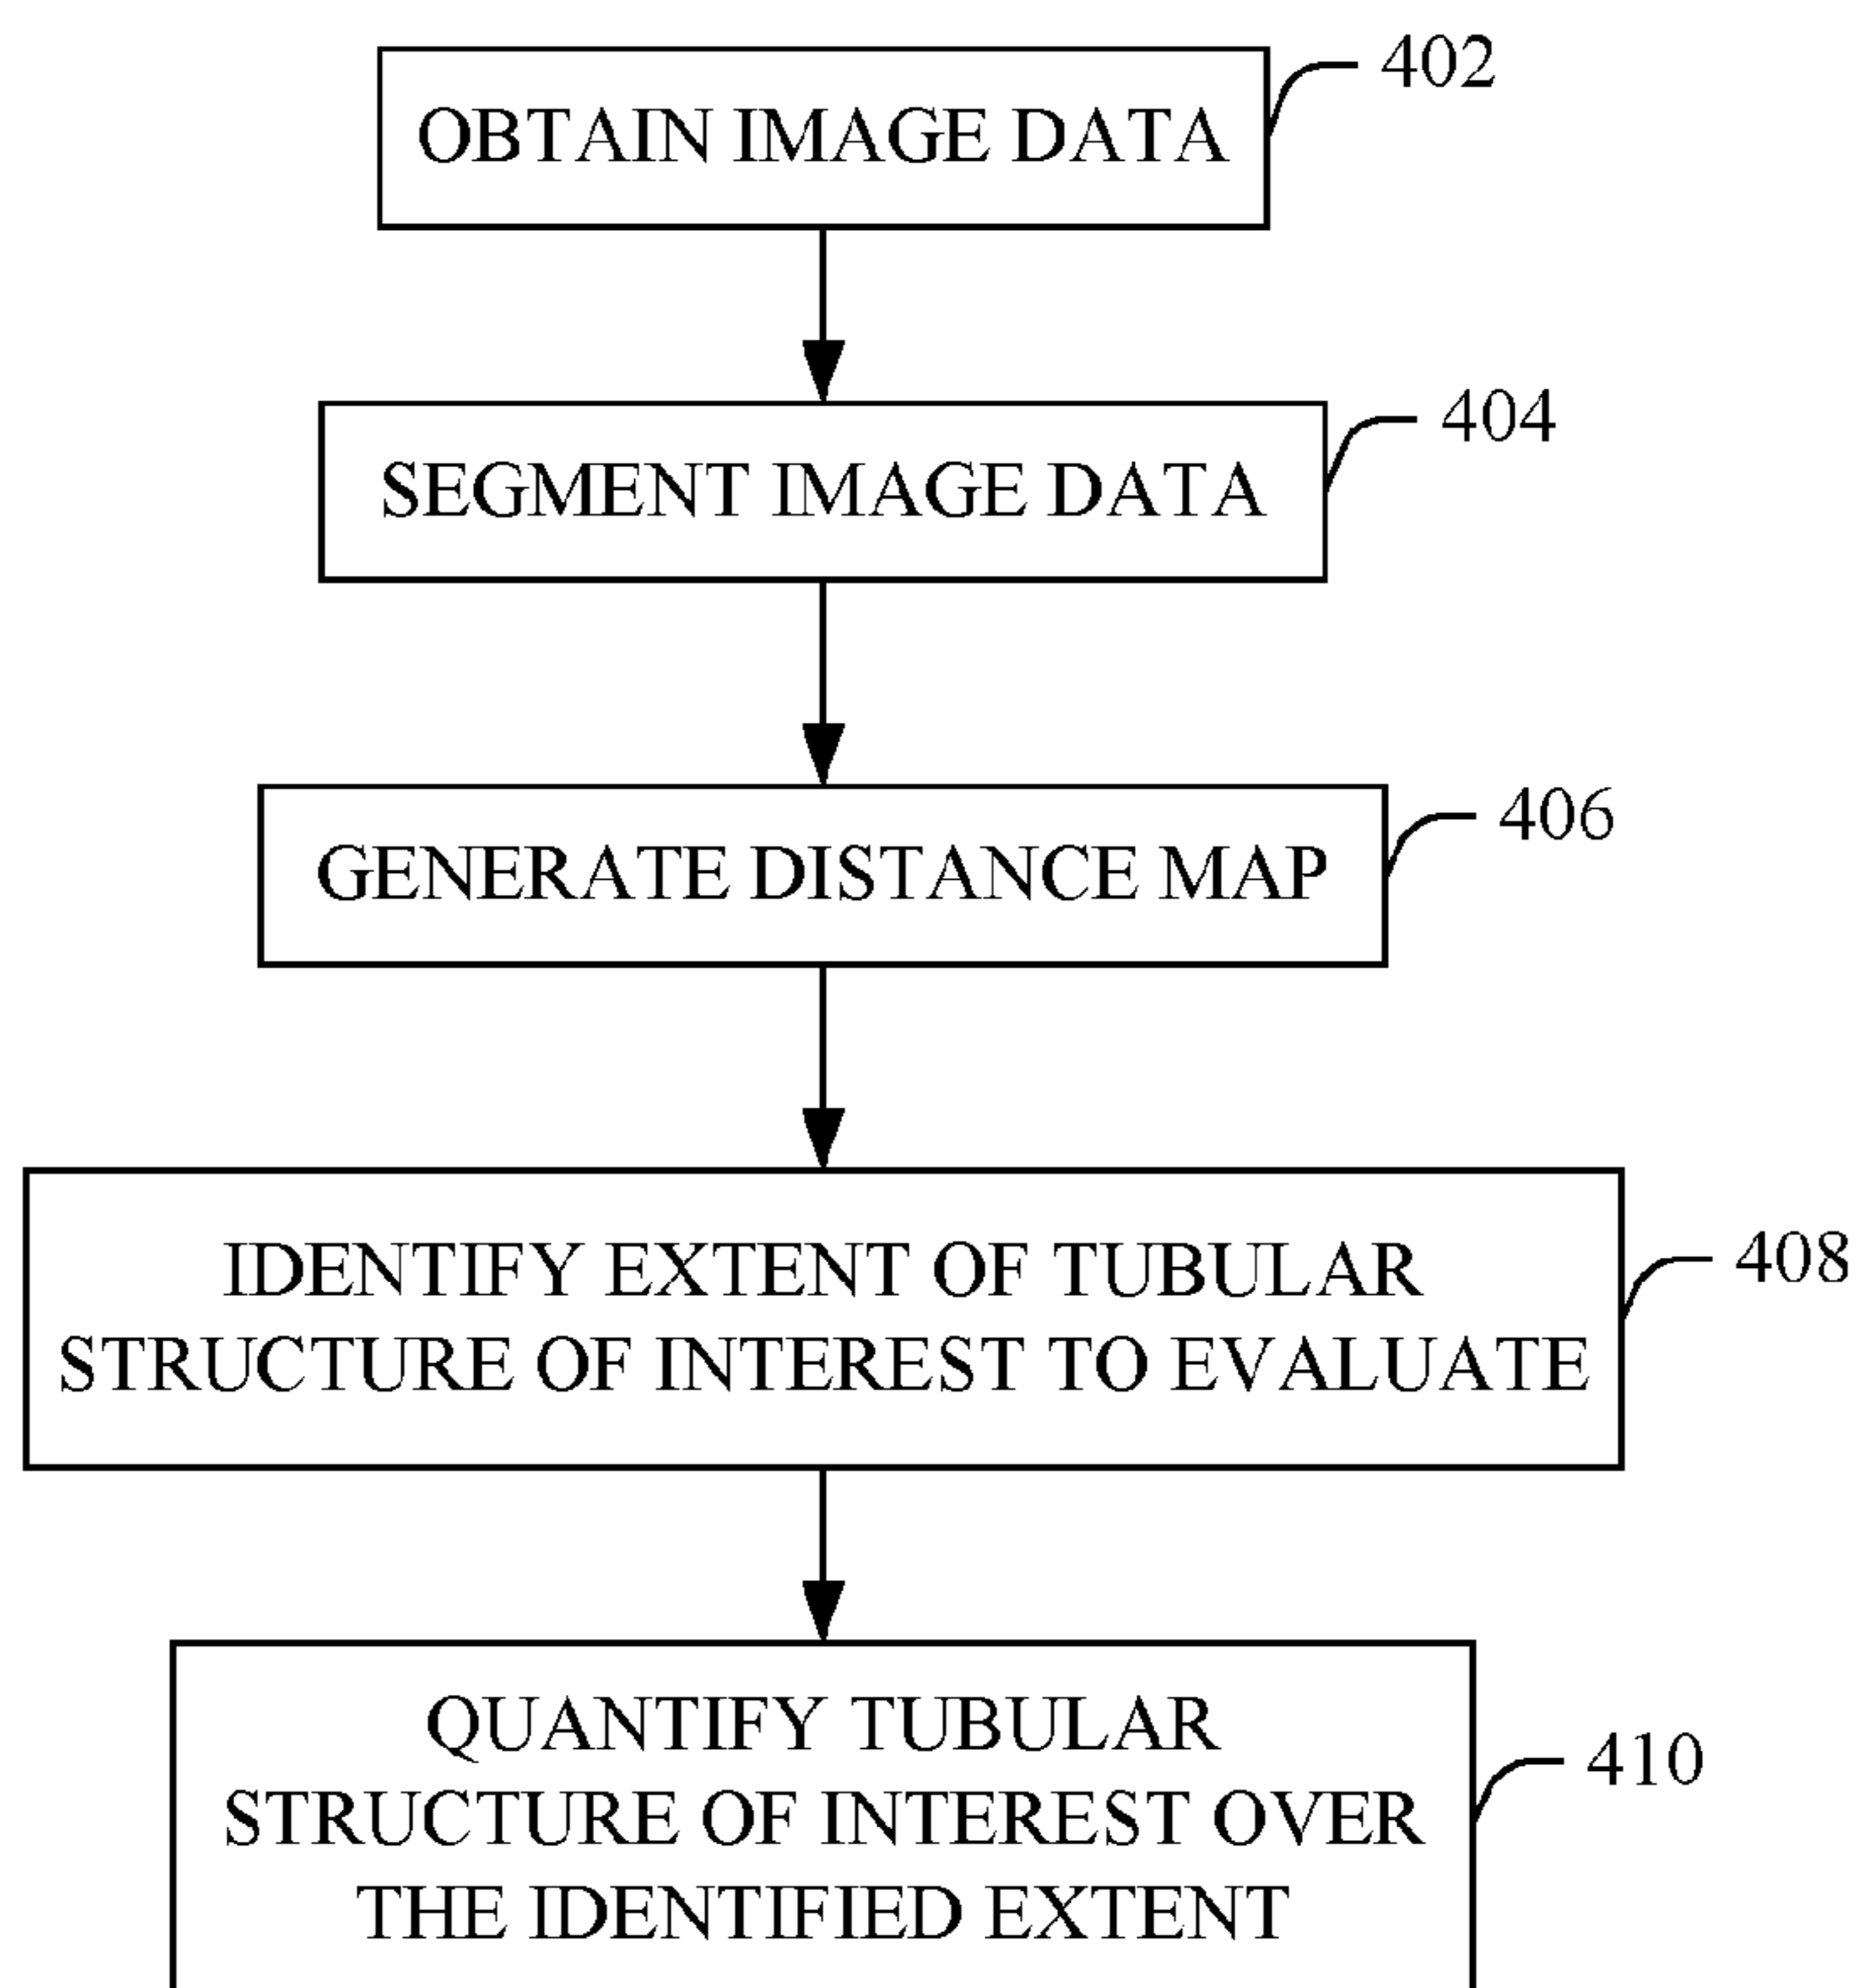 402
OBTAIN IMAGE DATA
404
SEGMENT IMAGE DATA
406
GENERATE DISTANCE MAP
408
IDENTIFY EXTENT OF TUBULAR
STRUCTURE OF INTEREST TO EVALUATE
410
QUANTIFY TUBULAR
STRUCTURE OF INTEREST OVER
THE IDENTIFIED EXTENT